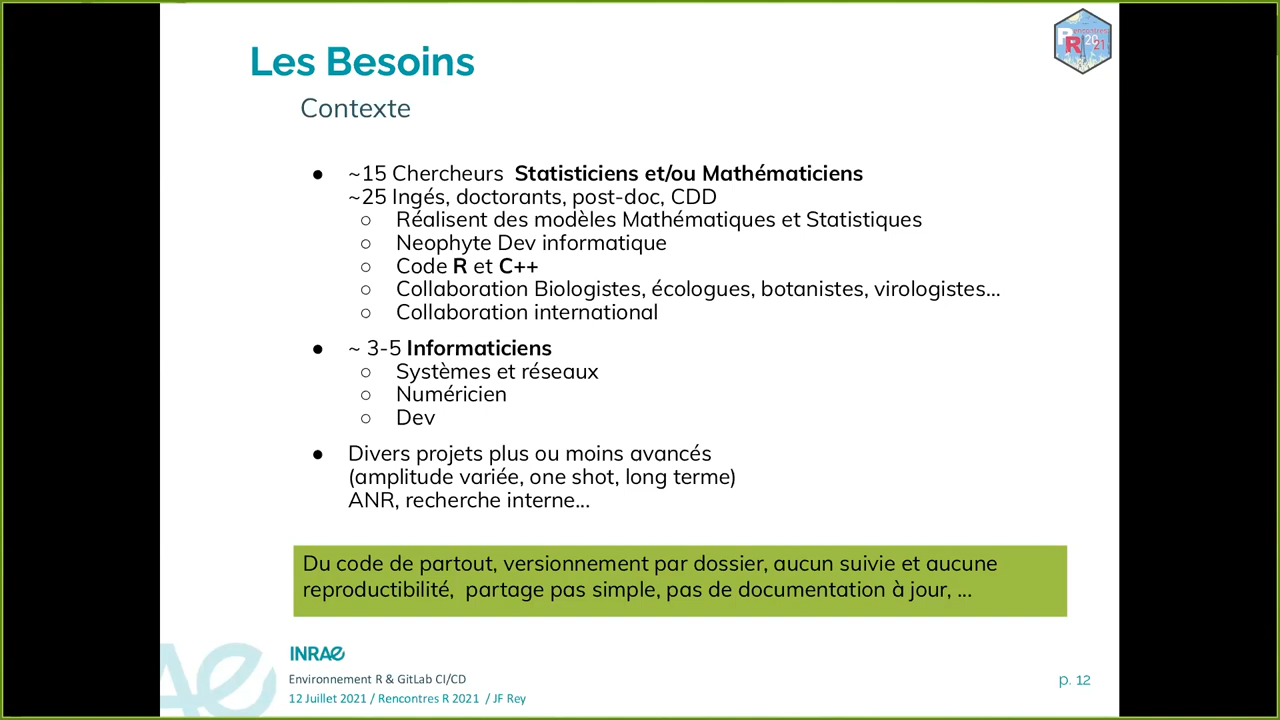 Les Besoins
Rencontres
R 20
R 21
Contexte
● ~15 Chercheurs Statisticiens et/ou Mathématiciens
~25 Ingés, doctorants, post-doc, CDD
○ Réalisent des modèles Mathématiques et Statistiques
○ Neophyte Dev informatique
○ Code R et C++
○ Collaboration Biologistes, écologues, botanistes, virologistes...
○ Collaboration international
● ~ 3-5 Informaticiens
○ Systèmes et réseaux
○ Numéricien
○ Dev
● Divers projets plus ou moins avancés
(amplitude variée, one shot, long terme)
ANR, recherche interne...
Du code de partout, versionnement par dossier, aucun suivie et aucune
reproductibilité, partage pas simple, pas de documentation à jour, ...
INRAE
Environnement R & GitLab CI/CD
12 Juillet 2021 / Rencontres R 2021 / JF Rey
p. 12